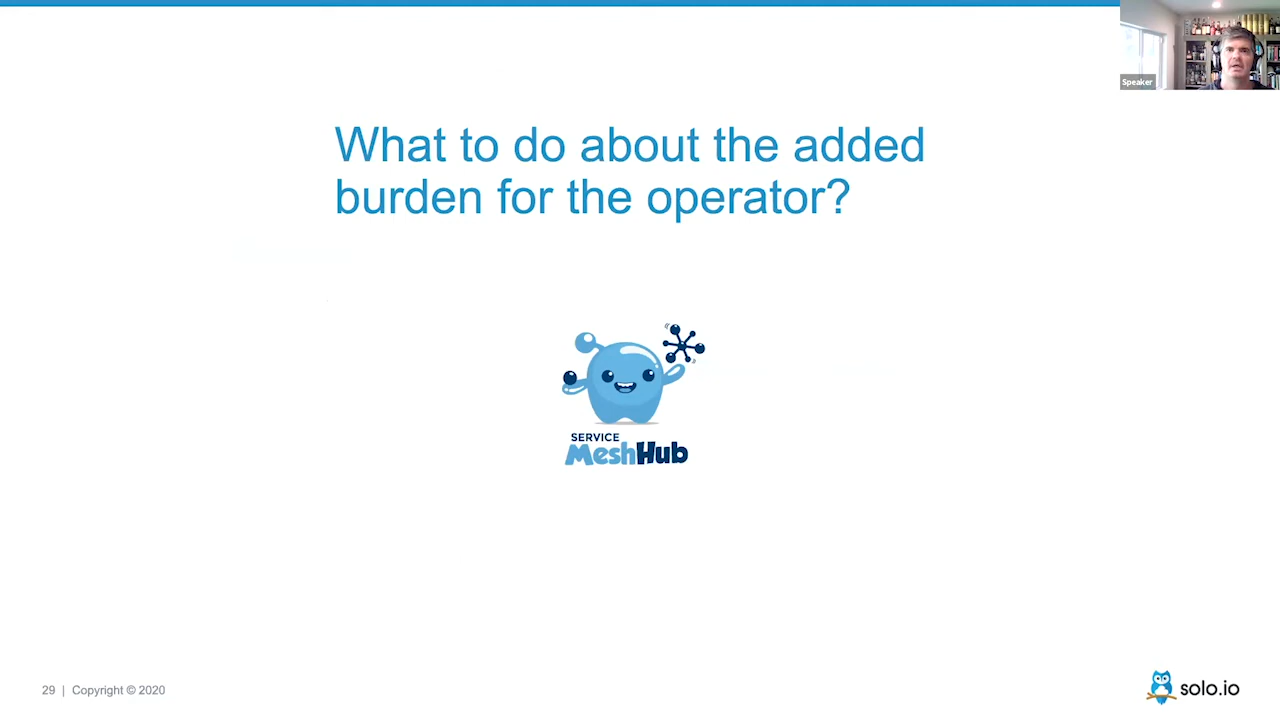 Speaker
What to do about the added
burden for the operator?
SERVICE
MeshHub
29 | Copyright © 2020
solo.io